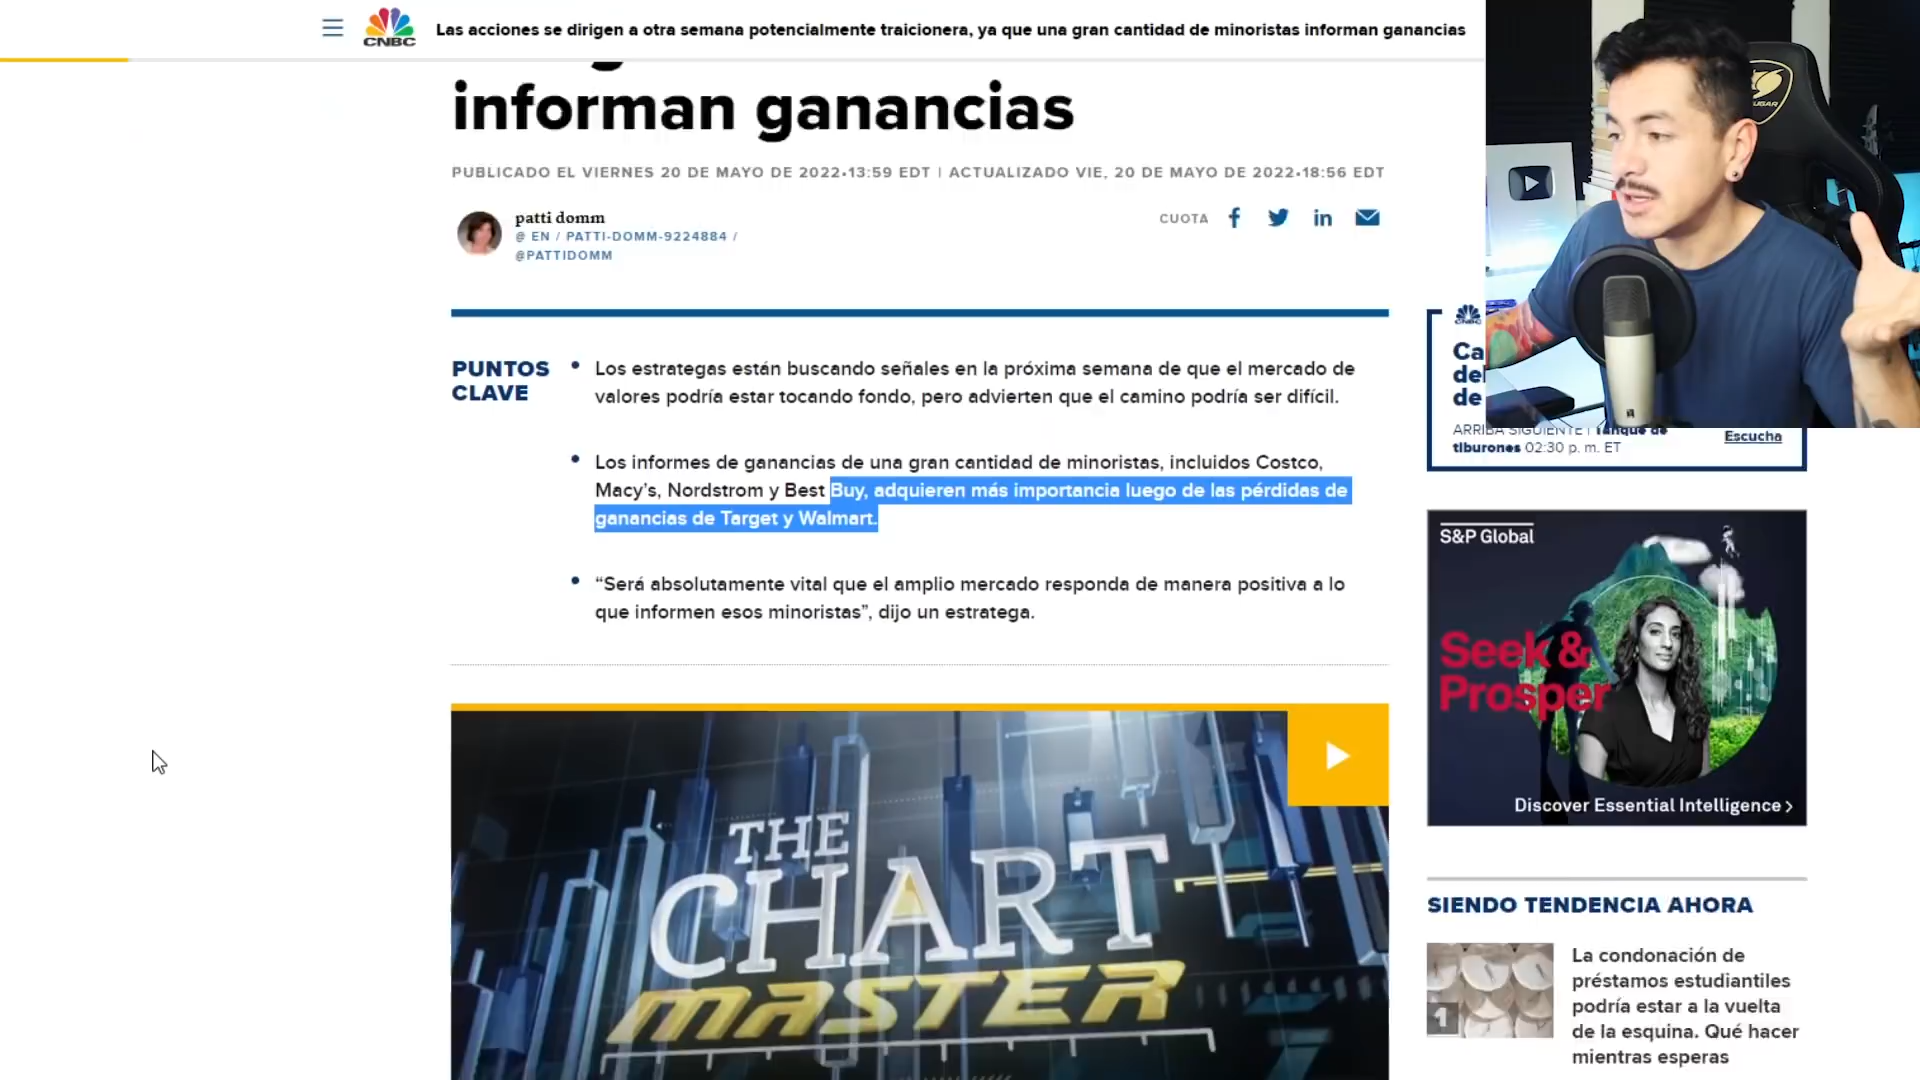 CNBC
Las acciones se dirigen a otra semana potencialmente traicionera, ya que una gran cantidad de minoristas informan ganancias
informan ganancias
PUBLICADO EL VIERNES 20 DE MAYO DE 2022•13:59 EDT | ACTUALIZADO VIE, 20 DE MAYO DE 2022•18:56 EDT
patti domm
@ EN / PATTI-DOMM-9224884 /
@PATTIDOMM
CUOTA
PUNTOS
CLAVE
Los estrategas están buscando señales en la próxima semana de que el mercado de
valores podría estar tocando fondo, pero advierten que el camino podría ser difícil.
Los informes de ganancias de una gran cantidad de minoristas, incluidos Costco,
Macy's, Nordstrom y Best Buy, adquieren más importancia luego de las pérdidas de
ganancias de Target y Walmart.
“Será absolutamente vital que el amplio mercado responda de manera positiva a lo
que informen esos minoristas”, dijo un estratega.
THE
CHART
MASTER
COUGAR
CNBC
Ca
del
de
ARRIBA SIGUIENTE | Tanque de
tiburones 02:30 p. m. ET
Escucha
S&P Global
Seek &
Prosper
Discover Essential Intelligence >
SIENDO TENDENCIA AHORA
1
La condonación de
préstamos estudiantiles
podría estar a la vuelta
de la esquina. Qué hacer
mientras esperas